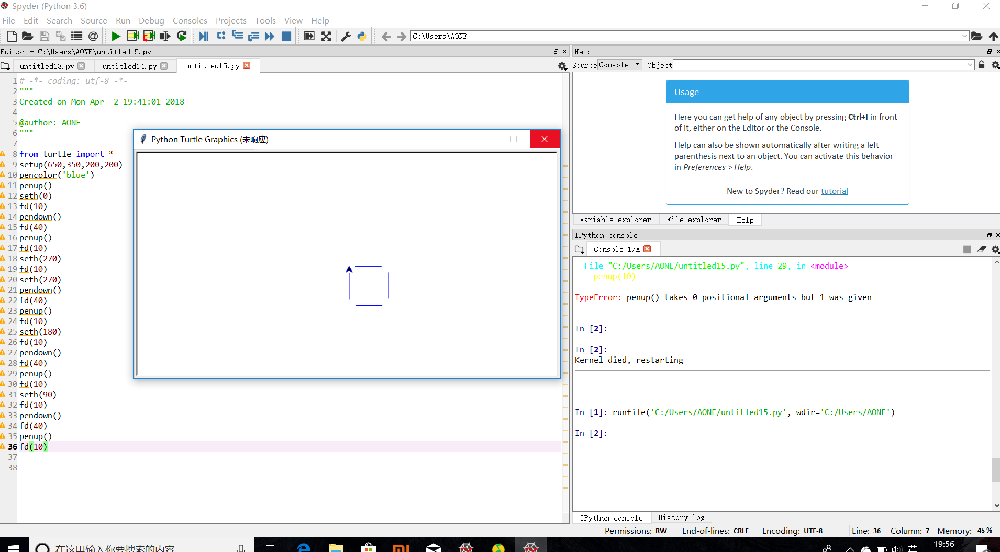 Spyder (Python 3.6)
File Edit Search Source Run Debug Consoles Projects Tools View Help
C:\Users\AONE
Editor - C:\Users\AONE\untitled15.py
untitled13.py untitled14.py untitled15.py
1 # -*- coding: utf-8 -*-
2 """
3 Created on Mon Apr  2 19:41:01 2018
4
5 @author: AONE
6 """
7
8 from turtle import *
9 setup(650,350,200,200)
10 pencolor('blue')
11 penup()
12 seth(0)
13 fd(10)
14 pendown()
15 fd(40)
16 penup()
17 fd(10)
18 seth(270)
19 fd(10)
20 seth(270)
21 pendown()
22 fd(40)
23 penup()
24 fd(10)
25 seth(180)
26 fd(10)
27 pendown()
28 fd(40)
29 penup()
30 fd(10)
31 seth(90)
32 fd(10)
33 pendown()
34 fd(40)
35 penup()
36 fd(10)
37
38
Python Turtle Graphics (未响应)
Help
Source Console Object
Usage
Here you can get help of any object by pressing Ctrl+I in front
of it, either on the Editor or the Console.
Help can also be shown automatically after writing a left
parenthesis next to an object. You can activate this behavior
in Preferences > Help.
New to Spyder? Read our tutorial
Variable explorer File explorer Help
IPython console
Console 1/A
File "C:/Users/AONE/untitled15.py", line 29, in <module>
penup(10)
TypeError: penup() takes 0 positional arguments but 1 was given
In [2]:
In [2]:
Kernel died, restarting
In [1]: runfile('C:/Users/AONE/untitled15.py', wdir='C:/Users/AONE')
In [2]:
IPython console History log
Permissions: RW End-of-lines: CRLF Encoding: UTF-8 Line: 36 Column: 7 Memory: 45 %
在这里输入你要搜索的内容
英
19:56